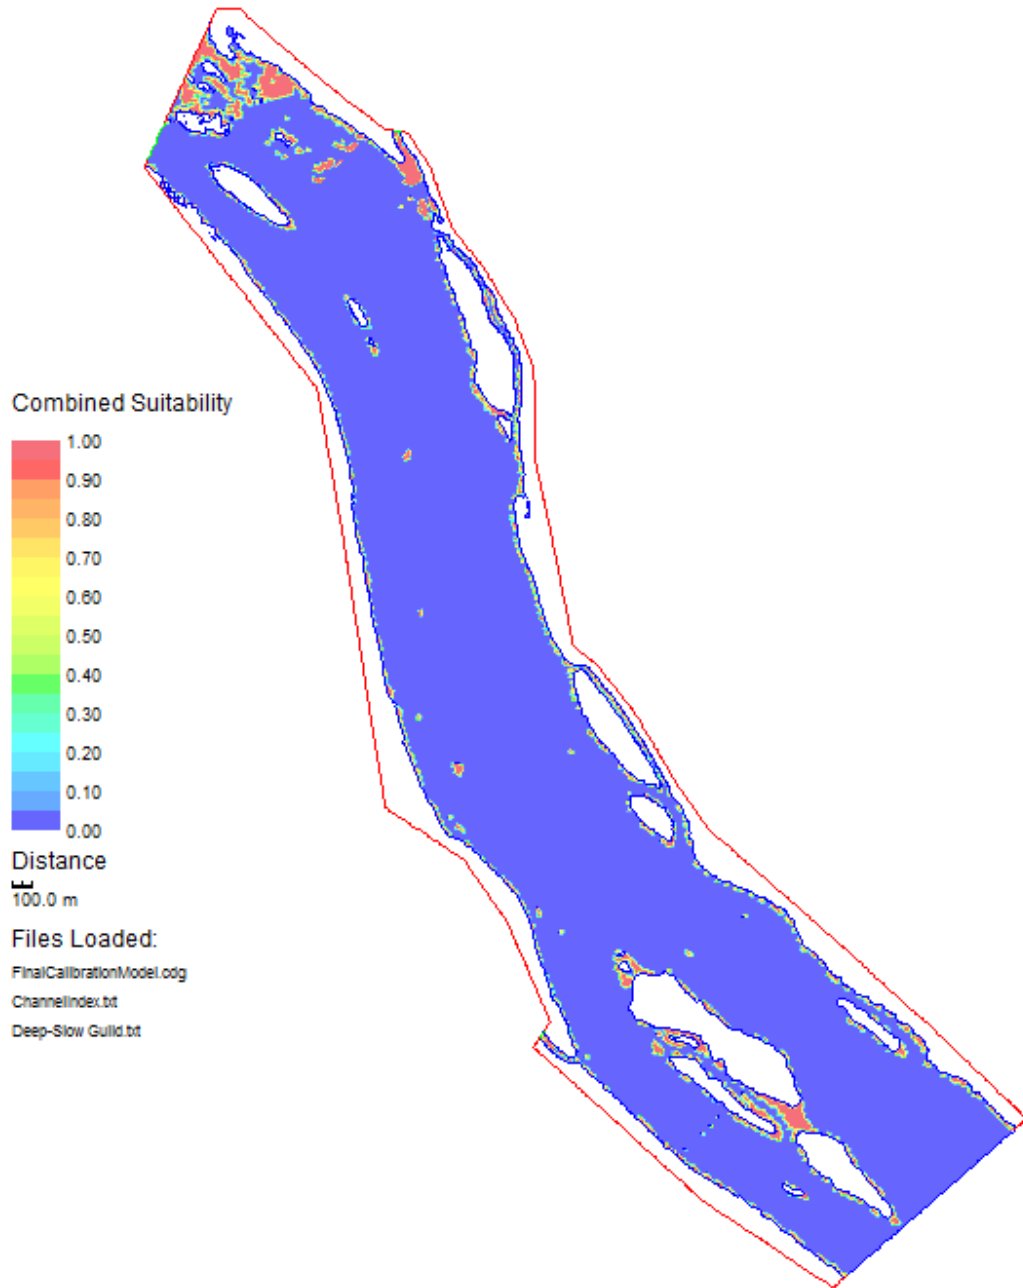 Combined Suitability
1.00
0.90
0.80
0.70
0.60
0.50
0.40
0.30
0.20
0.10
0.00
Distance
100.0 m
Files Loaded:
FinalCalibrationModel.cdg
ChannelIndex.txt
Deep-Slow Guild.txt